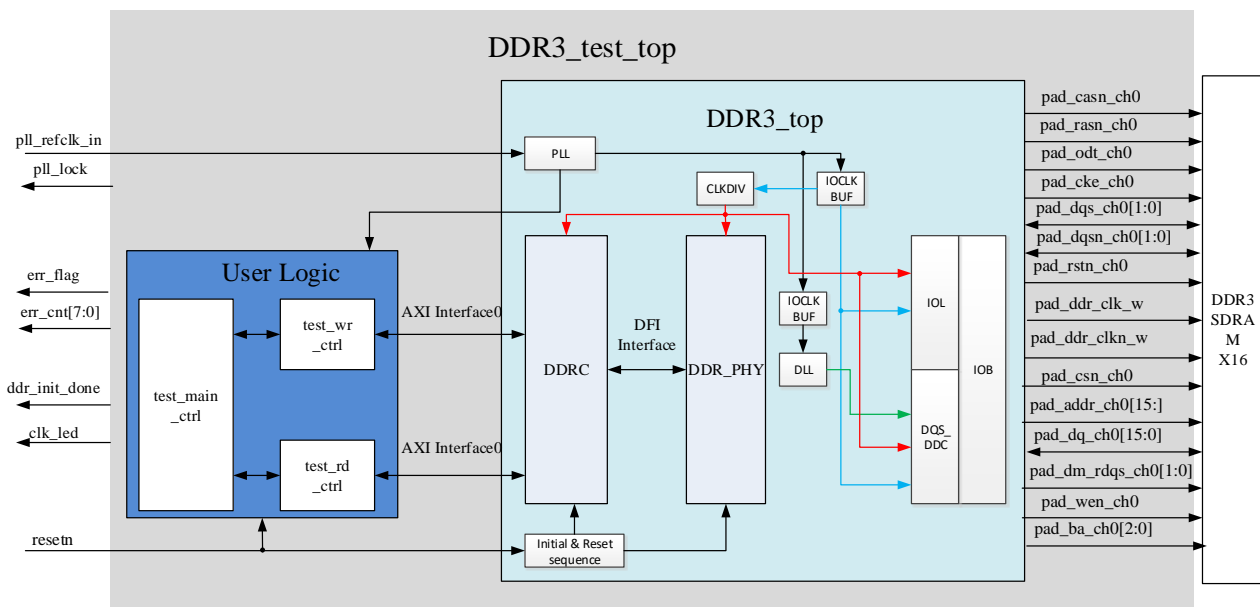 DDR3_test_top
DDR3_top
pll_refclk_in
pll_lock
err_flag
err_cnt[7:0]
ddr_init_done
clk_led
resetn
User Logic
test_main
_ctrl
test_wr
_ctrl
test_rd
_ctrl
AXI Interface0
AXI Interface0
PLL
CLKDIV
IOCLK
BUF
DDRC
DFI
Interface
DDR_PHY
IOCLK
BUF
DLL
IOL
DQS_
DDC
IOB
Initial & Reset
sequence
pad_casn_ch0
pad_rasn_ch0
pad_odt_ch0
pad_cke_ch0
pad_dqs_ch0[1:0]
pad_dqsn_ch0[1:0]
pad_rstn_ch0
pad_ddr_clk_w
pad_ddr_clkn_w
pad_csn_ch0
pad_addr_ch0[15:]
pad_dq_ch0[15:0]
pad_dm_rdqs_ch0[1:0]
pad_wen_ch0
pad_ba_ch0[2:0]
DDR3
SDRA
M
X16